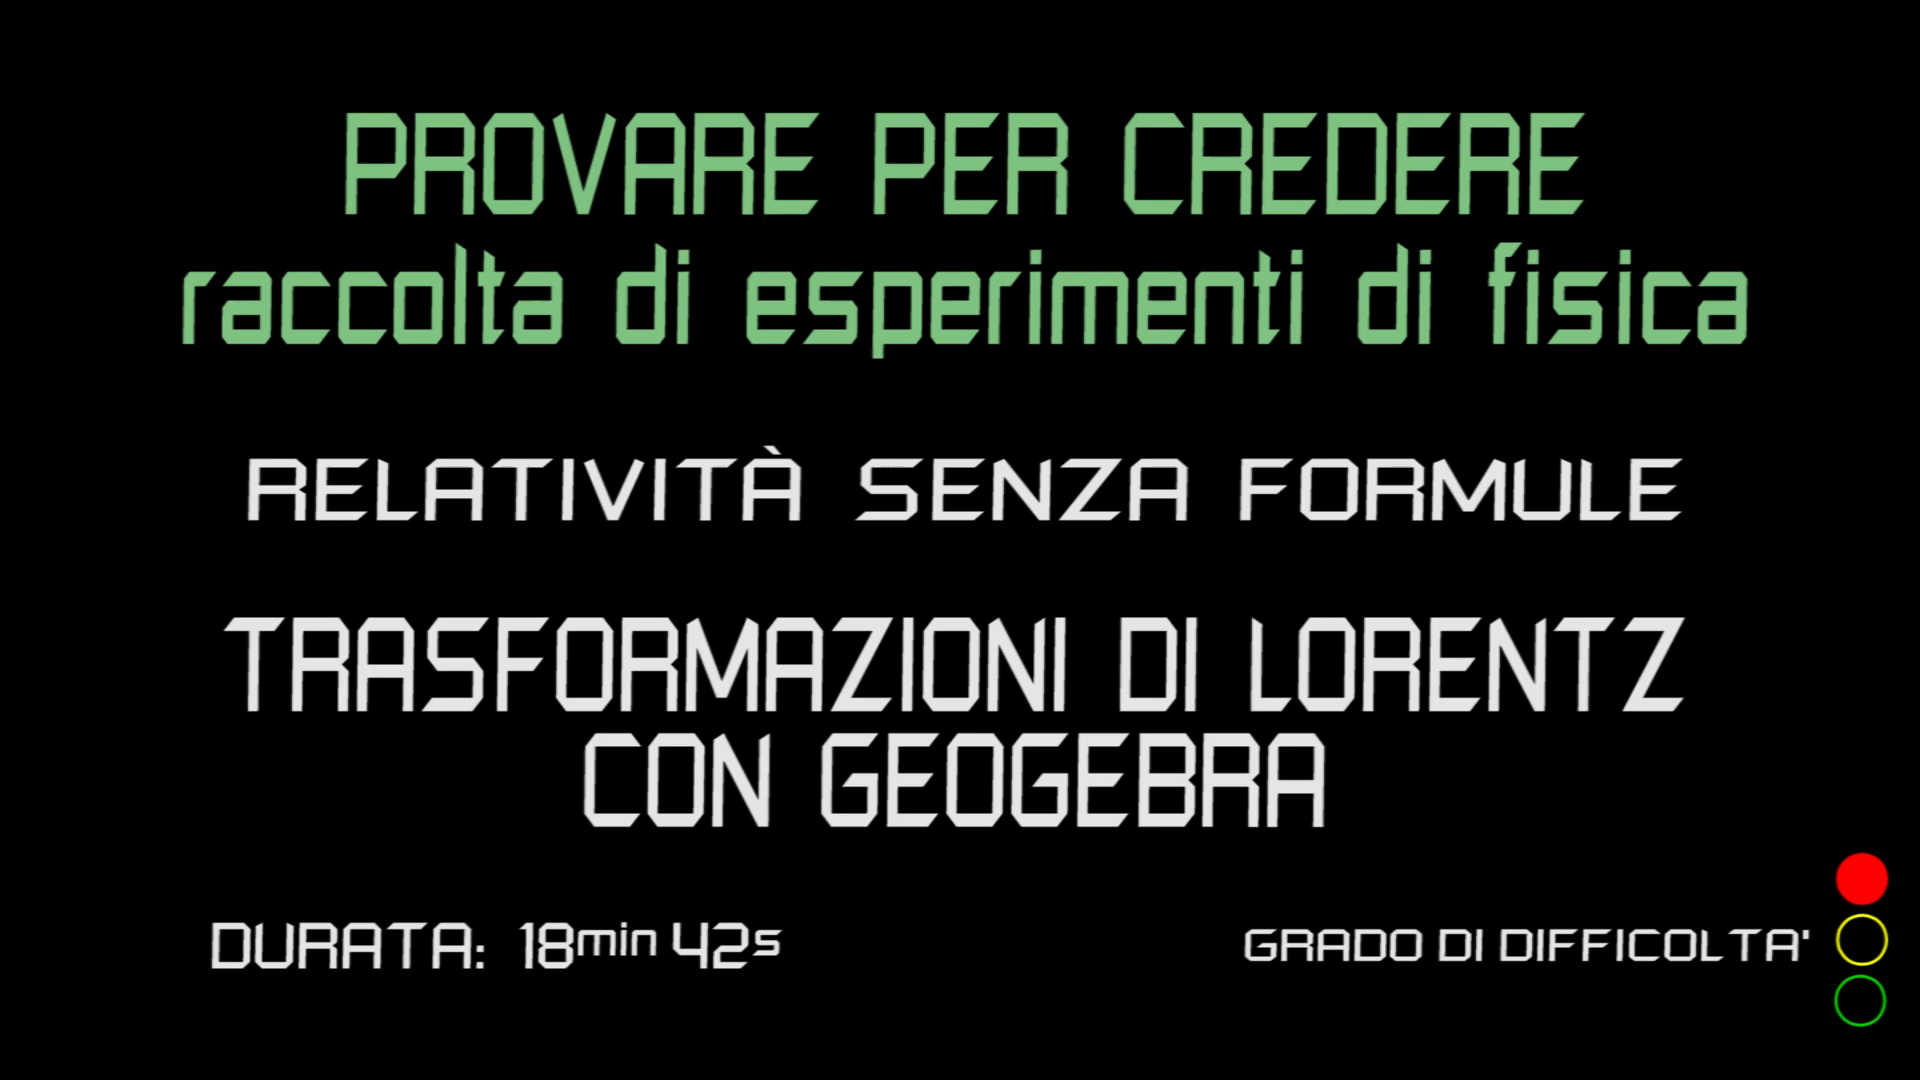 PROVARE PER CREDERE
raccolta di esperimenti di fisica
RELATIVITÀ SENZA FORMULE
TRASFORMAZIONI DI LORENTZ
CON GEOGEBRA
DURATA: 18min 42s
GRADO DI DIFFICOLTA'